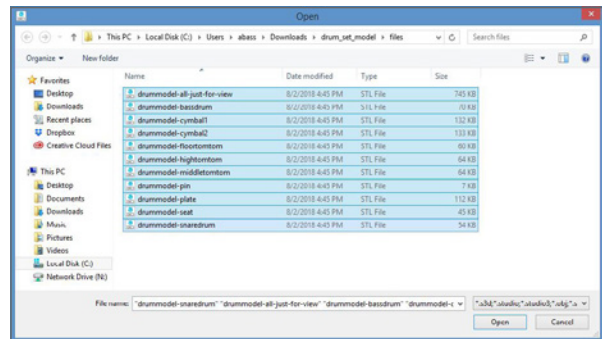 Open
This PC › Local Disk (C:) › Users › abass › Downloads › drum_set_model › files
Search files
Organize
New folder
Name Date modified Type Size
Favorites
Desktop
Downloads
Recent places
Dropbox
Creative Cloud Files
This PC
Desktop
Documents
Downloads
Music
Pictures
Videos
Local Disk (C:)
Network Drive (N:)
drummodel-all-just-for-view 8/2/2018 4:45 PM STL File 745 KB
drummodel-bassdrum 8/2/2018 4:45 PM STL File 70 KB
drummodel-cymbal1 8/2/2018 4:45 PM STL File 132 KB
drummodel-cymbal2 8/2/2018 4:45 PM STL File 133 KB
drummodel-floortomtom 8/2/2018 4:45 PM STL File 60 KB
drummodel-hightomtom 8/2/2018 4:45 PM STL File 64 KB
drummodel-middletomtom 8/2/2018 4:45 PM STL File 64 KB
drummodel-pin 8/2/2018 4:45 PM STL File 7 KB
drummodel-plate 8/2/2018 4:45 PM STL File 112 KB
drummodel-seat 8/2/2018 4:45 PM STL File 45 KB
drummodel-snaredrum 8/2/2018 4:45 PM STL File 54 KB
File name: "drummodel-snaredrum" "drummodel-all-just-for-view" "drummodel-bassdrum" "drummodel-c
Open Cancel